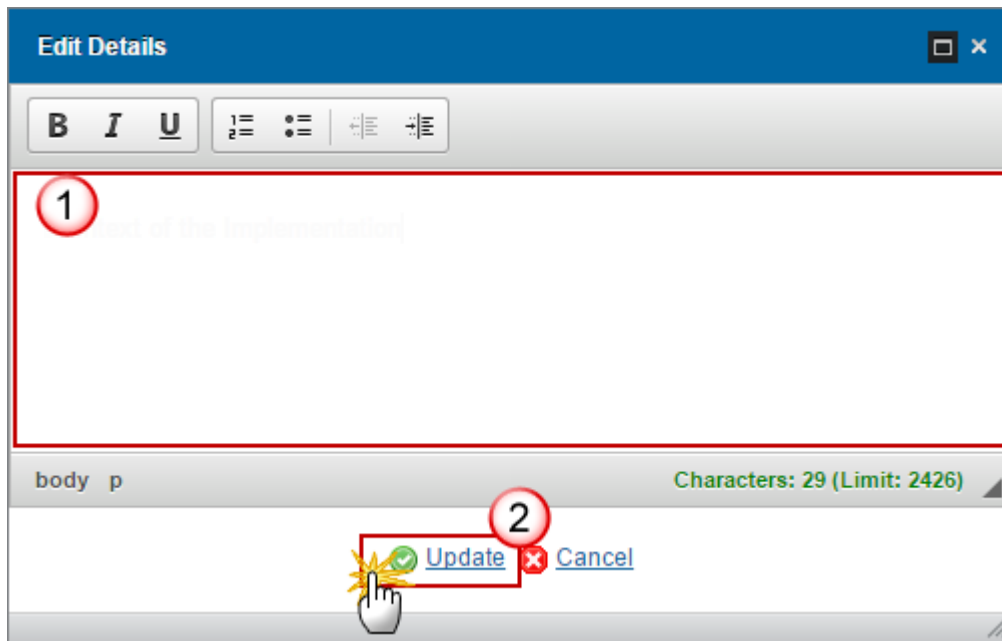 Edit Details
B I U
1
text of the implementation
body p
Characters: 29 (Limit: 2426)
2
Update Cancel